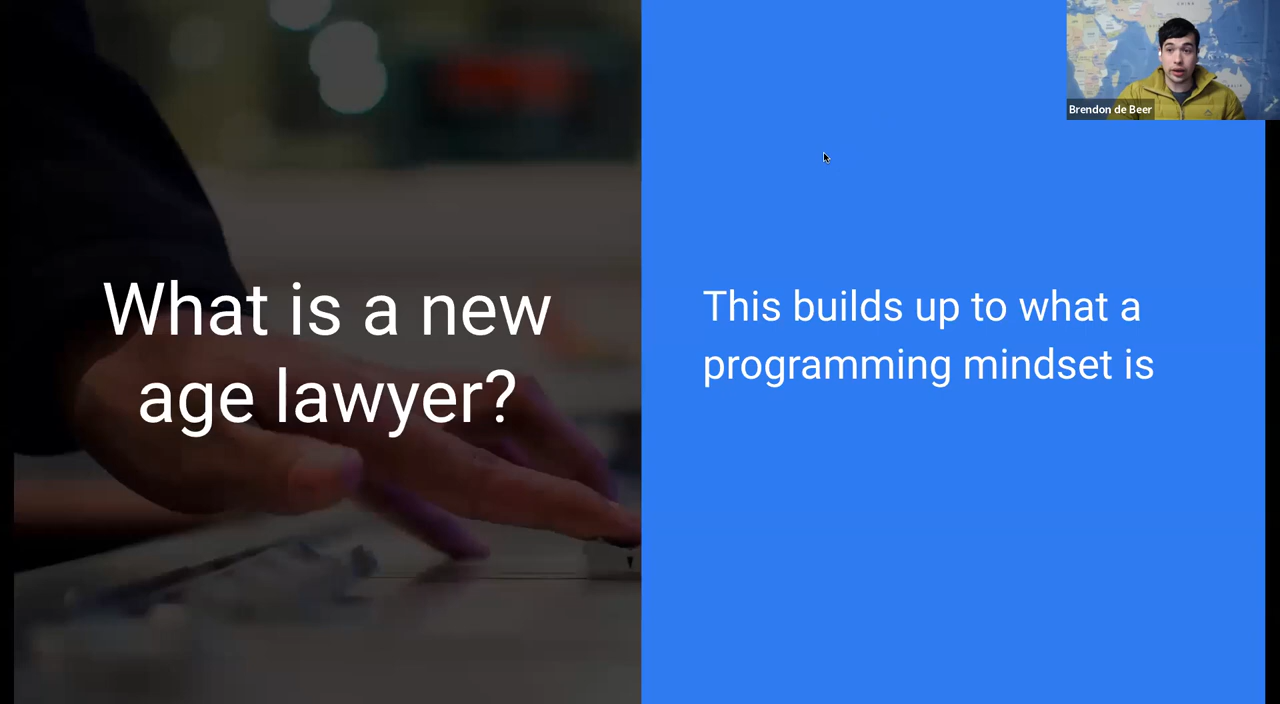 What is a new
age lawyer?
This builds up to what a
programming mindset is
Brendon de Beer